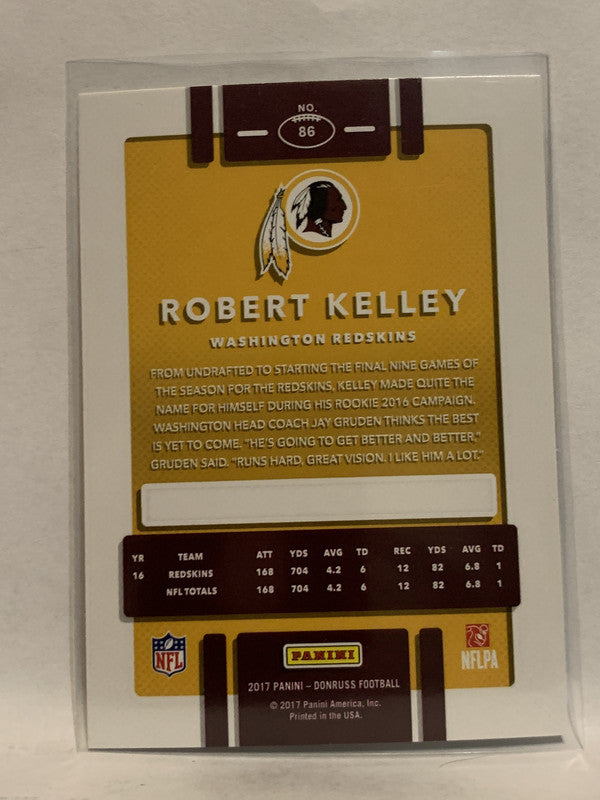 NO.
86
ROBERT KELLEY
WASHINGTON REDSKINS
FROM UNDRAFTED TO STARTING THE FINAL NINE GAMES OF
THE SEASON FOR THE REDSKINS, KELLEY MADE QUITE THE
NAME FOR HIMSELF DURING HIS ROOKIE 2016 CAMPAIGN.
WASHINGTON HEAD COACH JAY GRUDEN THINKS THE BEST
IS YET TO COME. "HE'S GOING TO GET BETTER AND BETTER,"
GRUDEN SAID. "RUNS HARD, GREAT VISION. I LIKE HIM A LOT."
YR TEAM ATT YDS AVG TD REC YDS AVG TD
16 REDSKINS 168 704 4.2 6 12 82 6.8 1
NFL TOTALS 168 704 4.2 6 12 82 6.8 1
NFL
PANINI
NFLPA
2017 PANINI – DONRUSS FOOTBALL
© 2017 Panini America, Inc.
Printed in the USA.